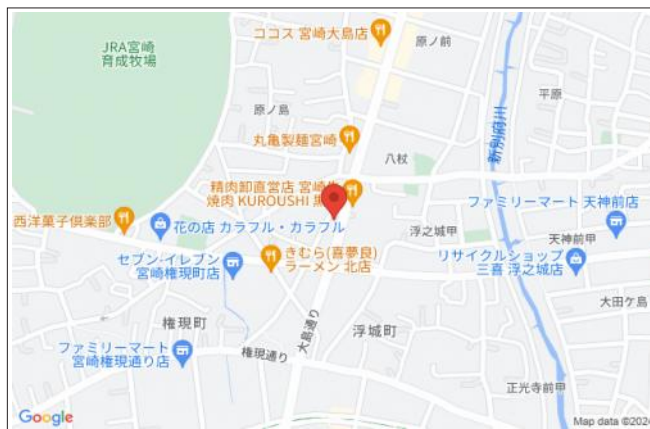 ココス 宮崎大島店
原ノ前
JRA宮崎
育成牧場
平原
原ノ島
丸亀製麺宮崎
新別府川
八杖
精肉卸直営店 宮崎
焼肉 KUROUSHI
ファミリーマート 天神前店
西洋菓子倶楽部
花の店 カラフル・カラフル
浮之城甲
天神前甲
きむら(喜夢良)
ラーメン 北店
セブン-イレブン
宮崎権現町店
リサイクルショップ
三喜 浮之城店
大田ケ島
権現町
大島通り
浮城町
権現通り
ファミリーマート
宮崎権現通り店
正光寺前甲
Google
Map data ©2024